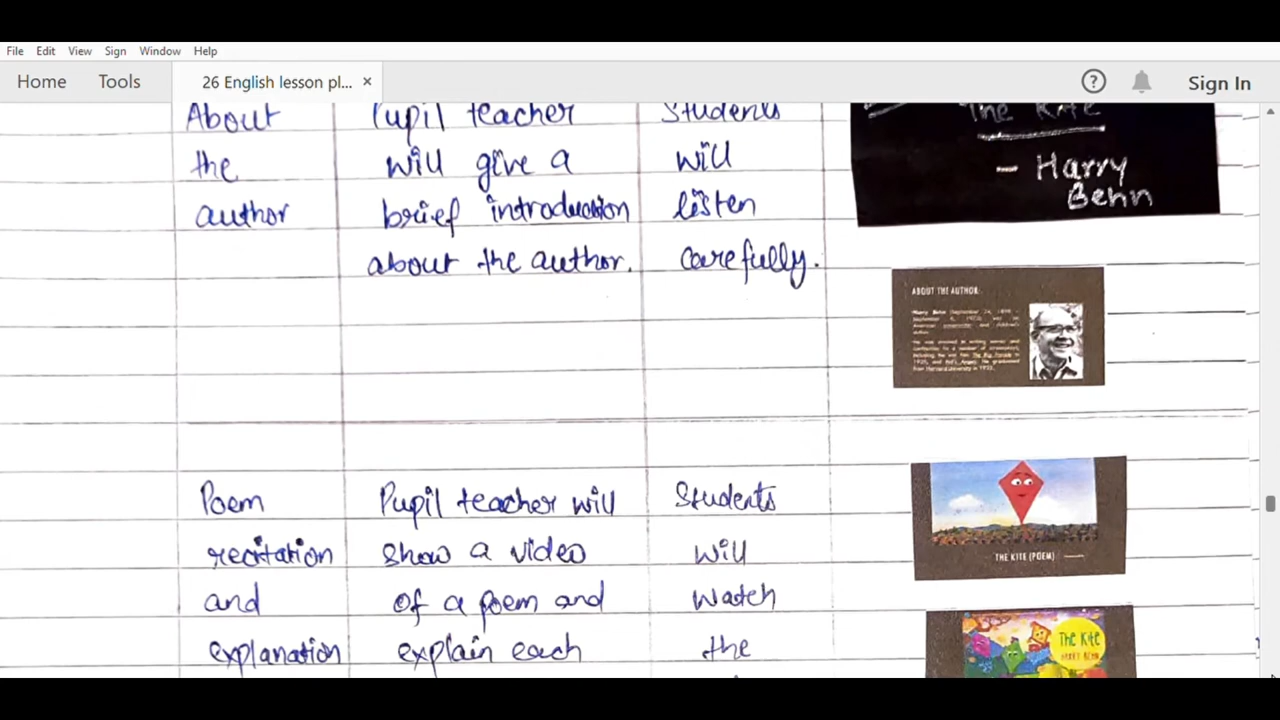 File Edit View Sign Window Help
Home Tools 26 English lesson pl... × ? Sign In
About
the
author
Pupil teacher
will give a
brief introduction
about the author.
Students
will
listen
carefully.
The Kite
- Harry
Behn
ABOUT THE AUTHOR
Poem
recitation
and
explanation
Pupil teacher will
show a video
of a poem and
explain each
Students
will
watch
the
THE KITE (POEM)
The Kite
HARRY BEHN